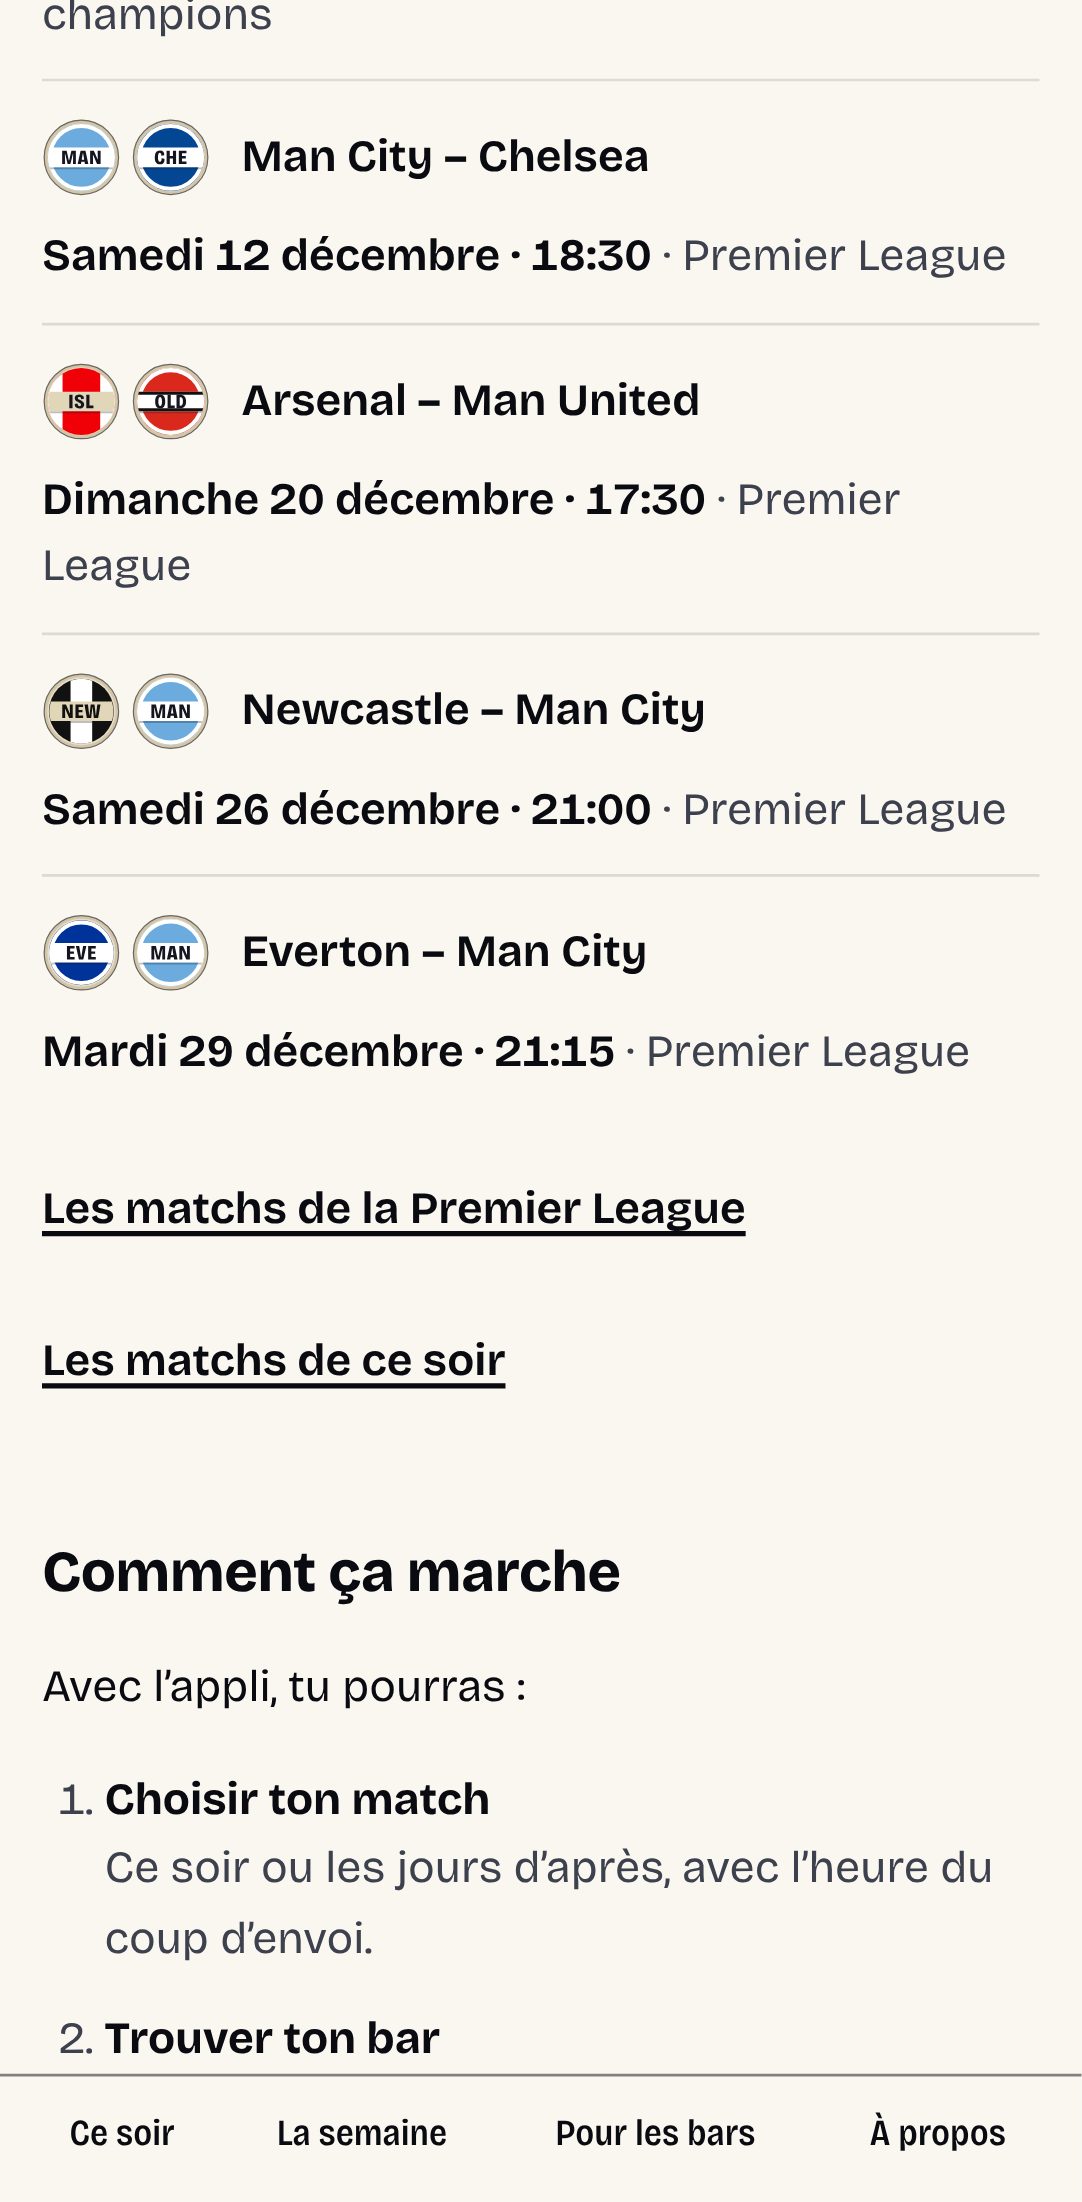 champions
MAN CHE Man City – Chelsea
Samedi 12 décembre · 18:30 · Premier League
ISL OLD Arsenal – Man United
Dimanche 20 décembre · 17:30 · Premier
League
NEW MAN Newcastle – Man City
Samedi 26 décembre · 21:00 · Premier League
EVE MAN Everton – Man City
Mardi 29 décembre · 21:15 · Premier League
Les matchs de la Premier League
Les matchs de ce soir
Comment ça marche
Avec l’appli, tu pourras :
1. Choisir ton match
Ce soir ou les jours d’après, avec l’heure du
coup d’envoi.
2. Trouver ton bar
Ce soir La semaine Pour les bars À propos